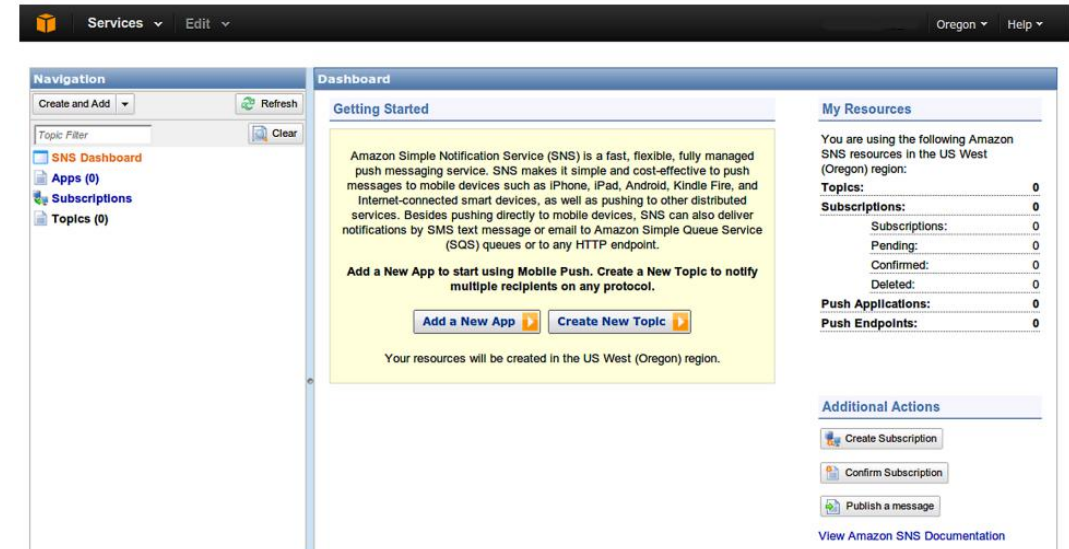 Services Edit Oregon Help
Navigation
Create and Add Refresh
Topic Filter Clear
SNS Dashboard
Apps (0)
Subscriptions
Topics (0)
Dashboard
Getting Started
Amazon Simple Notification Service (SNS) is a fast, flexible, fully managed
push messaging service. SNS makes it simple and cost-effective to push
messages to mobile devices such as iPhone, iPad, Android, Kindle Fire, and
Internet-connected smart devices, as well as pushing to other distributed
services. Besides pushing directly to mobile devices, SNS can also deliver
notifications by SMS text message or email to Amazon Simple Queue Service
(SQS) queues or to any HTTP endpoint.
Add a New App to start using Mobile Push. Create a New Topic to notify
multiple recipients on any protocol.
Add a New App Create New Topic
Your resources will be created in the US West (Oregon) region.
My Resources
You are using the following Amazon
SNS resources in the US West
(Oregon) region:
Topics: 0
Subscriptions: 0
Subscriptions: 0
Pending: 0
Confirmed: 0
Deleted: 0
Push Applications: 0
Push Endpoints: 0
Additional Actions
Create Subscription
Confirm Subscription
Publish a message
View Amazon SNS Documentation